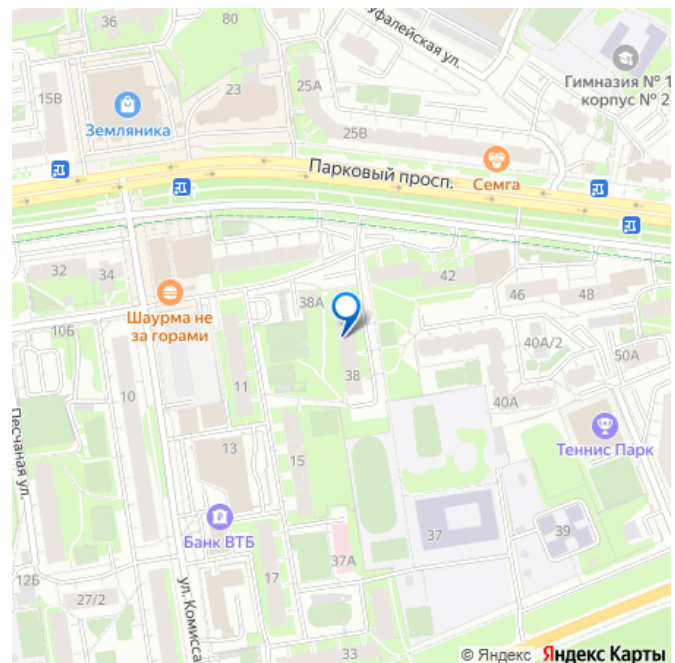 36
80
уфалейская ул.
Гимназия № 1
корпус № 2
15В
Земляника
23
25А
25В
Парковый просп.
Семга
32
34
Шаурма не
за горами
38А
42
46
48
10Б
40А/2
50А
10
11
38
40А
Песчаная ул.
13
15
Теннис Парк
Банк ВТБ
37
39
37А
12Б
17
27/2
ул. Комисса
33
© Яндекс Яндекс Карты